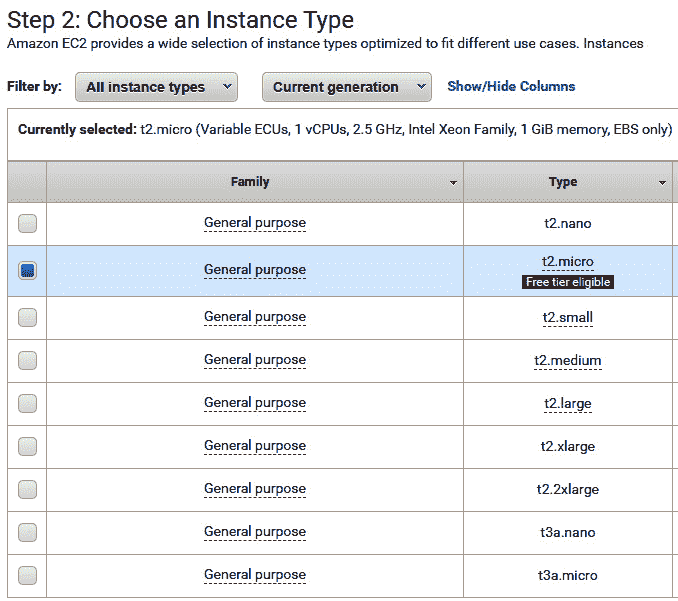 Step 2: Choose an Instance Type
Amazon EC2 provides a wide selection of instance types optimized to fit different use cases. Instances
Filter by: All instance types Current generation Show/Hide Columns
Currently selected: t2.micro (Variable ECUs, 1 vCPUs, 2.5 GHz, Intel Xeon Family, 1 GiB memory, EBS only)
Family Type
General purpose t2.nano
General purpose t2.micro
Free tier eligible
General purpose t2.small
General purpose t2.medium
General purpose t2.large
General purpose t2.xlarge
General purpose t2.2xlarge
General purpose t3a.nano
General purpose t3a.micro